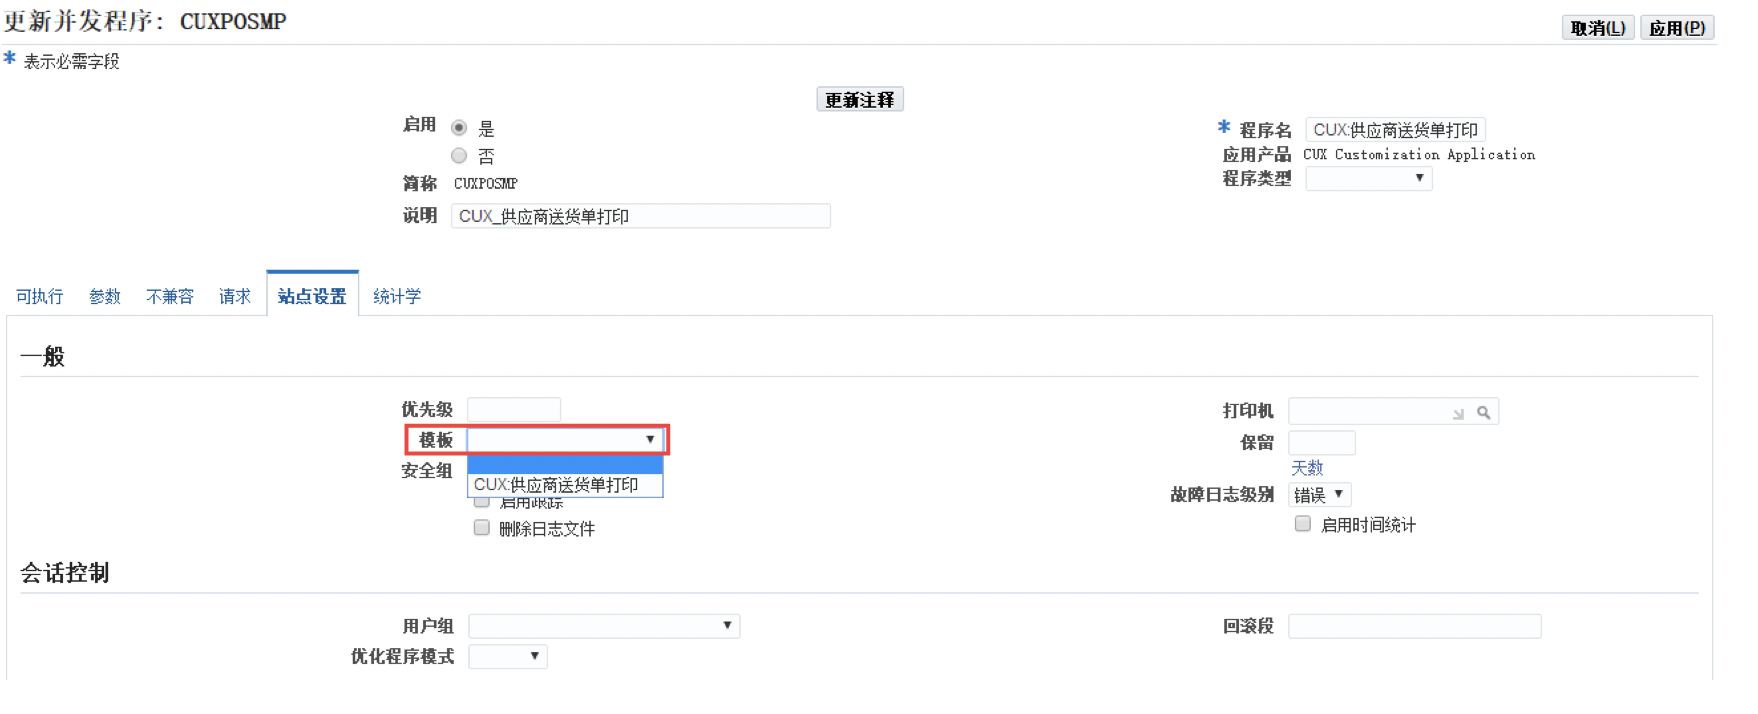 更新并发程序: CUXPOSMP
取消(L) 应用(P)
* 表示必需字段
更新注释
启用 是
否
简称 CUXPOSMP
说明 CUX_供应商送货单打印
* 程序名 CUX:供应商送货单打印
应用产品 CUX Customization Application
程序类型
可执行 参数 不兼容 请求 站点设置 统计学
一般
优先级
模板
安全组
CUX:供应商送货单打印
启用跟踪
删除日志文件
打印机
保留
天数
故障日志级别 错误
启用时间统计
会话控制
用户组
优化程序模式
回滚段